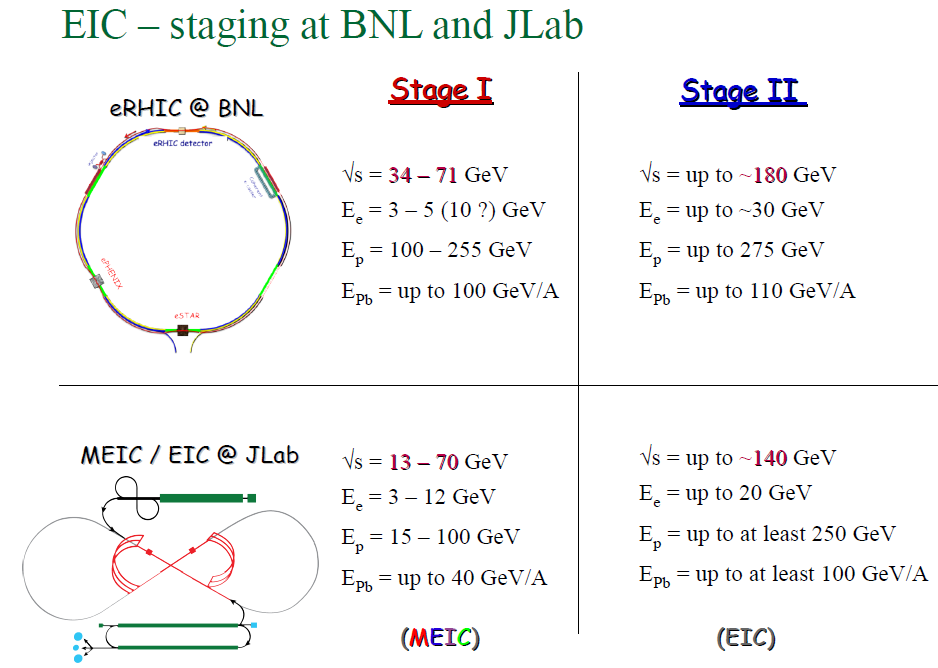 EIC – staging at BNL and JLab
Stage I
Stage II
eRHIC @ BNL
eRHIC detector
ePHENIX
eSTAR
√s = 34 – 71 GeV
Ee = 3 – 5 (10 ?) GeV
Ep = 100 – 255 GeV
EPb = up to 100 GeV/A
√s = up to ~180 GeV
Ee = up to ~30 GeV
Ep = up to 275 GeV
EPb = up to 110 GeV/A
MEIC / EIC @ JLab
√s = 13 – 70 GeV
Ee = 3 – 12 GeV
Ep = 15 – 100 GeV
EPb = up to 40 GeV/A
(MEIC)
√s = up to ~140 GeV
Ee = up to 20 GeV
Ep = up to at least 250 GeV
EPb = up to at least 100 GeV/A
(EIC)